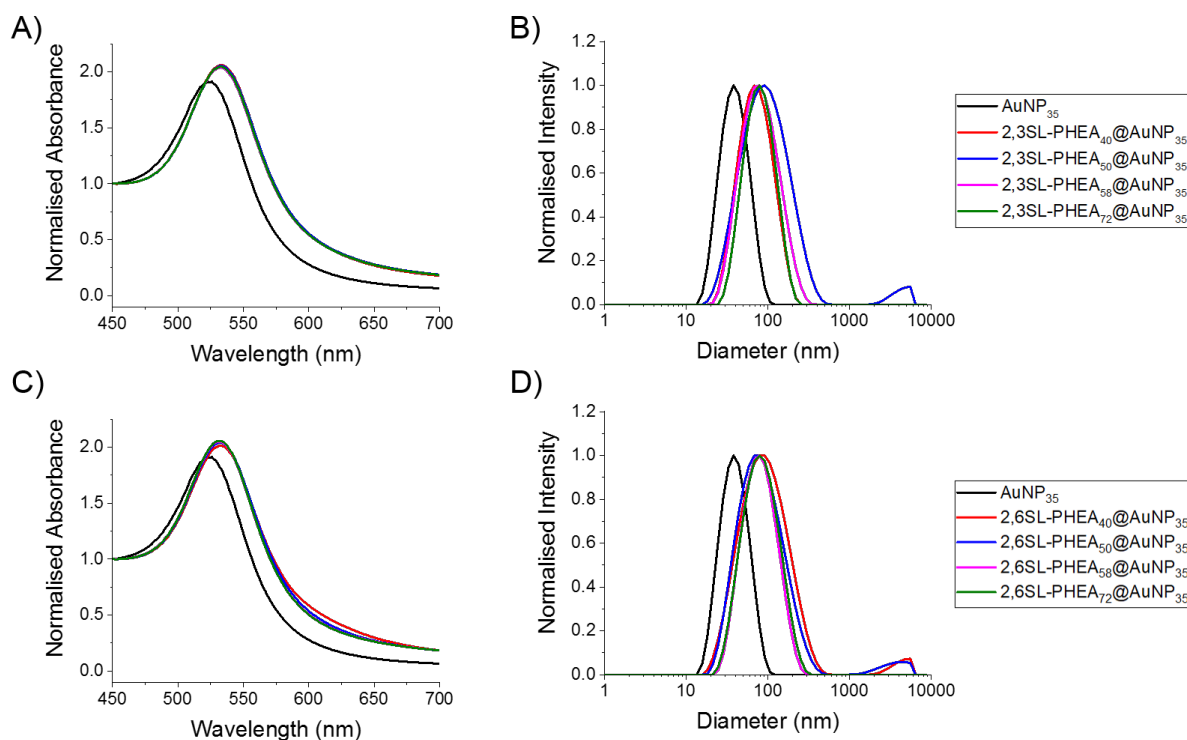 A)
Normalised Absorbance
2.0
1.5
1.0
0.5
0.0
450 500 550 600 650 700
Wavelength (nm)
B)
Normalised Intensity
1.2
1.0
0.8
0.6
0.4
0.2
0.0
1 10 100 1000 10000
Diameter (nm)
AuNP35
2,3SL-PHEA40@AuNP35
2,3SL-PHEA50@AuNP35
2,3SL-PHEA58@AuNP35
2,3SL-PHEA72@AuNP35
C)
Normalised Absorbance
2.0
1.5
1.0
0.5
0.0
450 500 550 600 650 700
Wavelength (nm)
D)
Normalised Intensity
1.2
1.0
0.8
0.6
0.4
0.2
0.0
1 10 100 1000 10000
Diameter (nm)
AuNP35
2,6SL-PHEA40@AuNP35
2,6SL-PHEA50@AuNP35
2,6SL-PHEA58@AuNP35
2,6SL-PHEA72@AuNP35